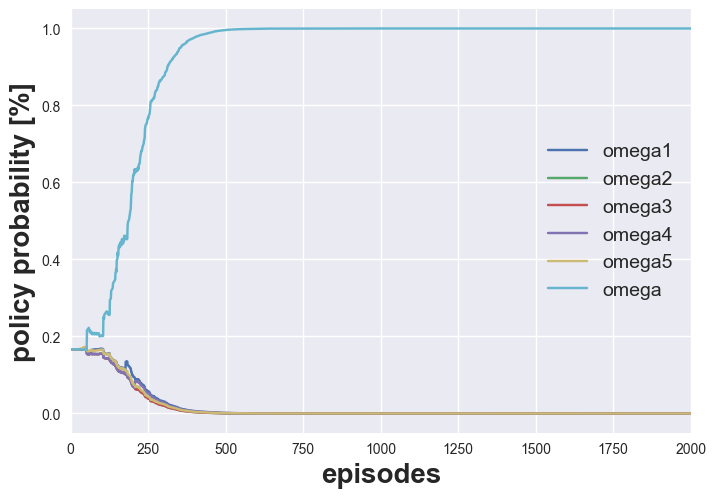 policy probability [%]
1.0
0.8
0.6
0.4
0.2
0.0
omega1
omega2
omega3
omega4
omega5
omega
0 250 500 750 1000 1250 1500 1750 2000
episodes